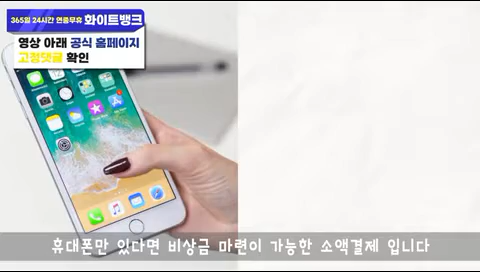 365일 24시간 연중무휴 화이트뱅크
영상 아래 공식 홈페이지
고정댓글 확인
휴대폰만 있다면 비상금 마련이 가능한 소액결제 입니다